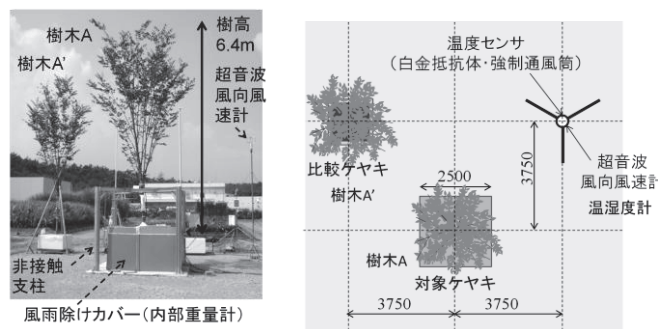 樹木A
樹木A’
樹高
6.4m
超音波
風向風
速計
非接触
支柱
風雨除けカバー(内部重量計)
温度センサ
(白金抵抗体・強制通風筒)
比較ケヤキ
樹木A’
2500
3750
超音波
風向風速計
温湿度計
樹木A
対象ケヤキ
3750
3750